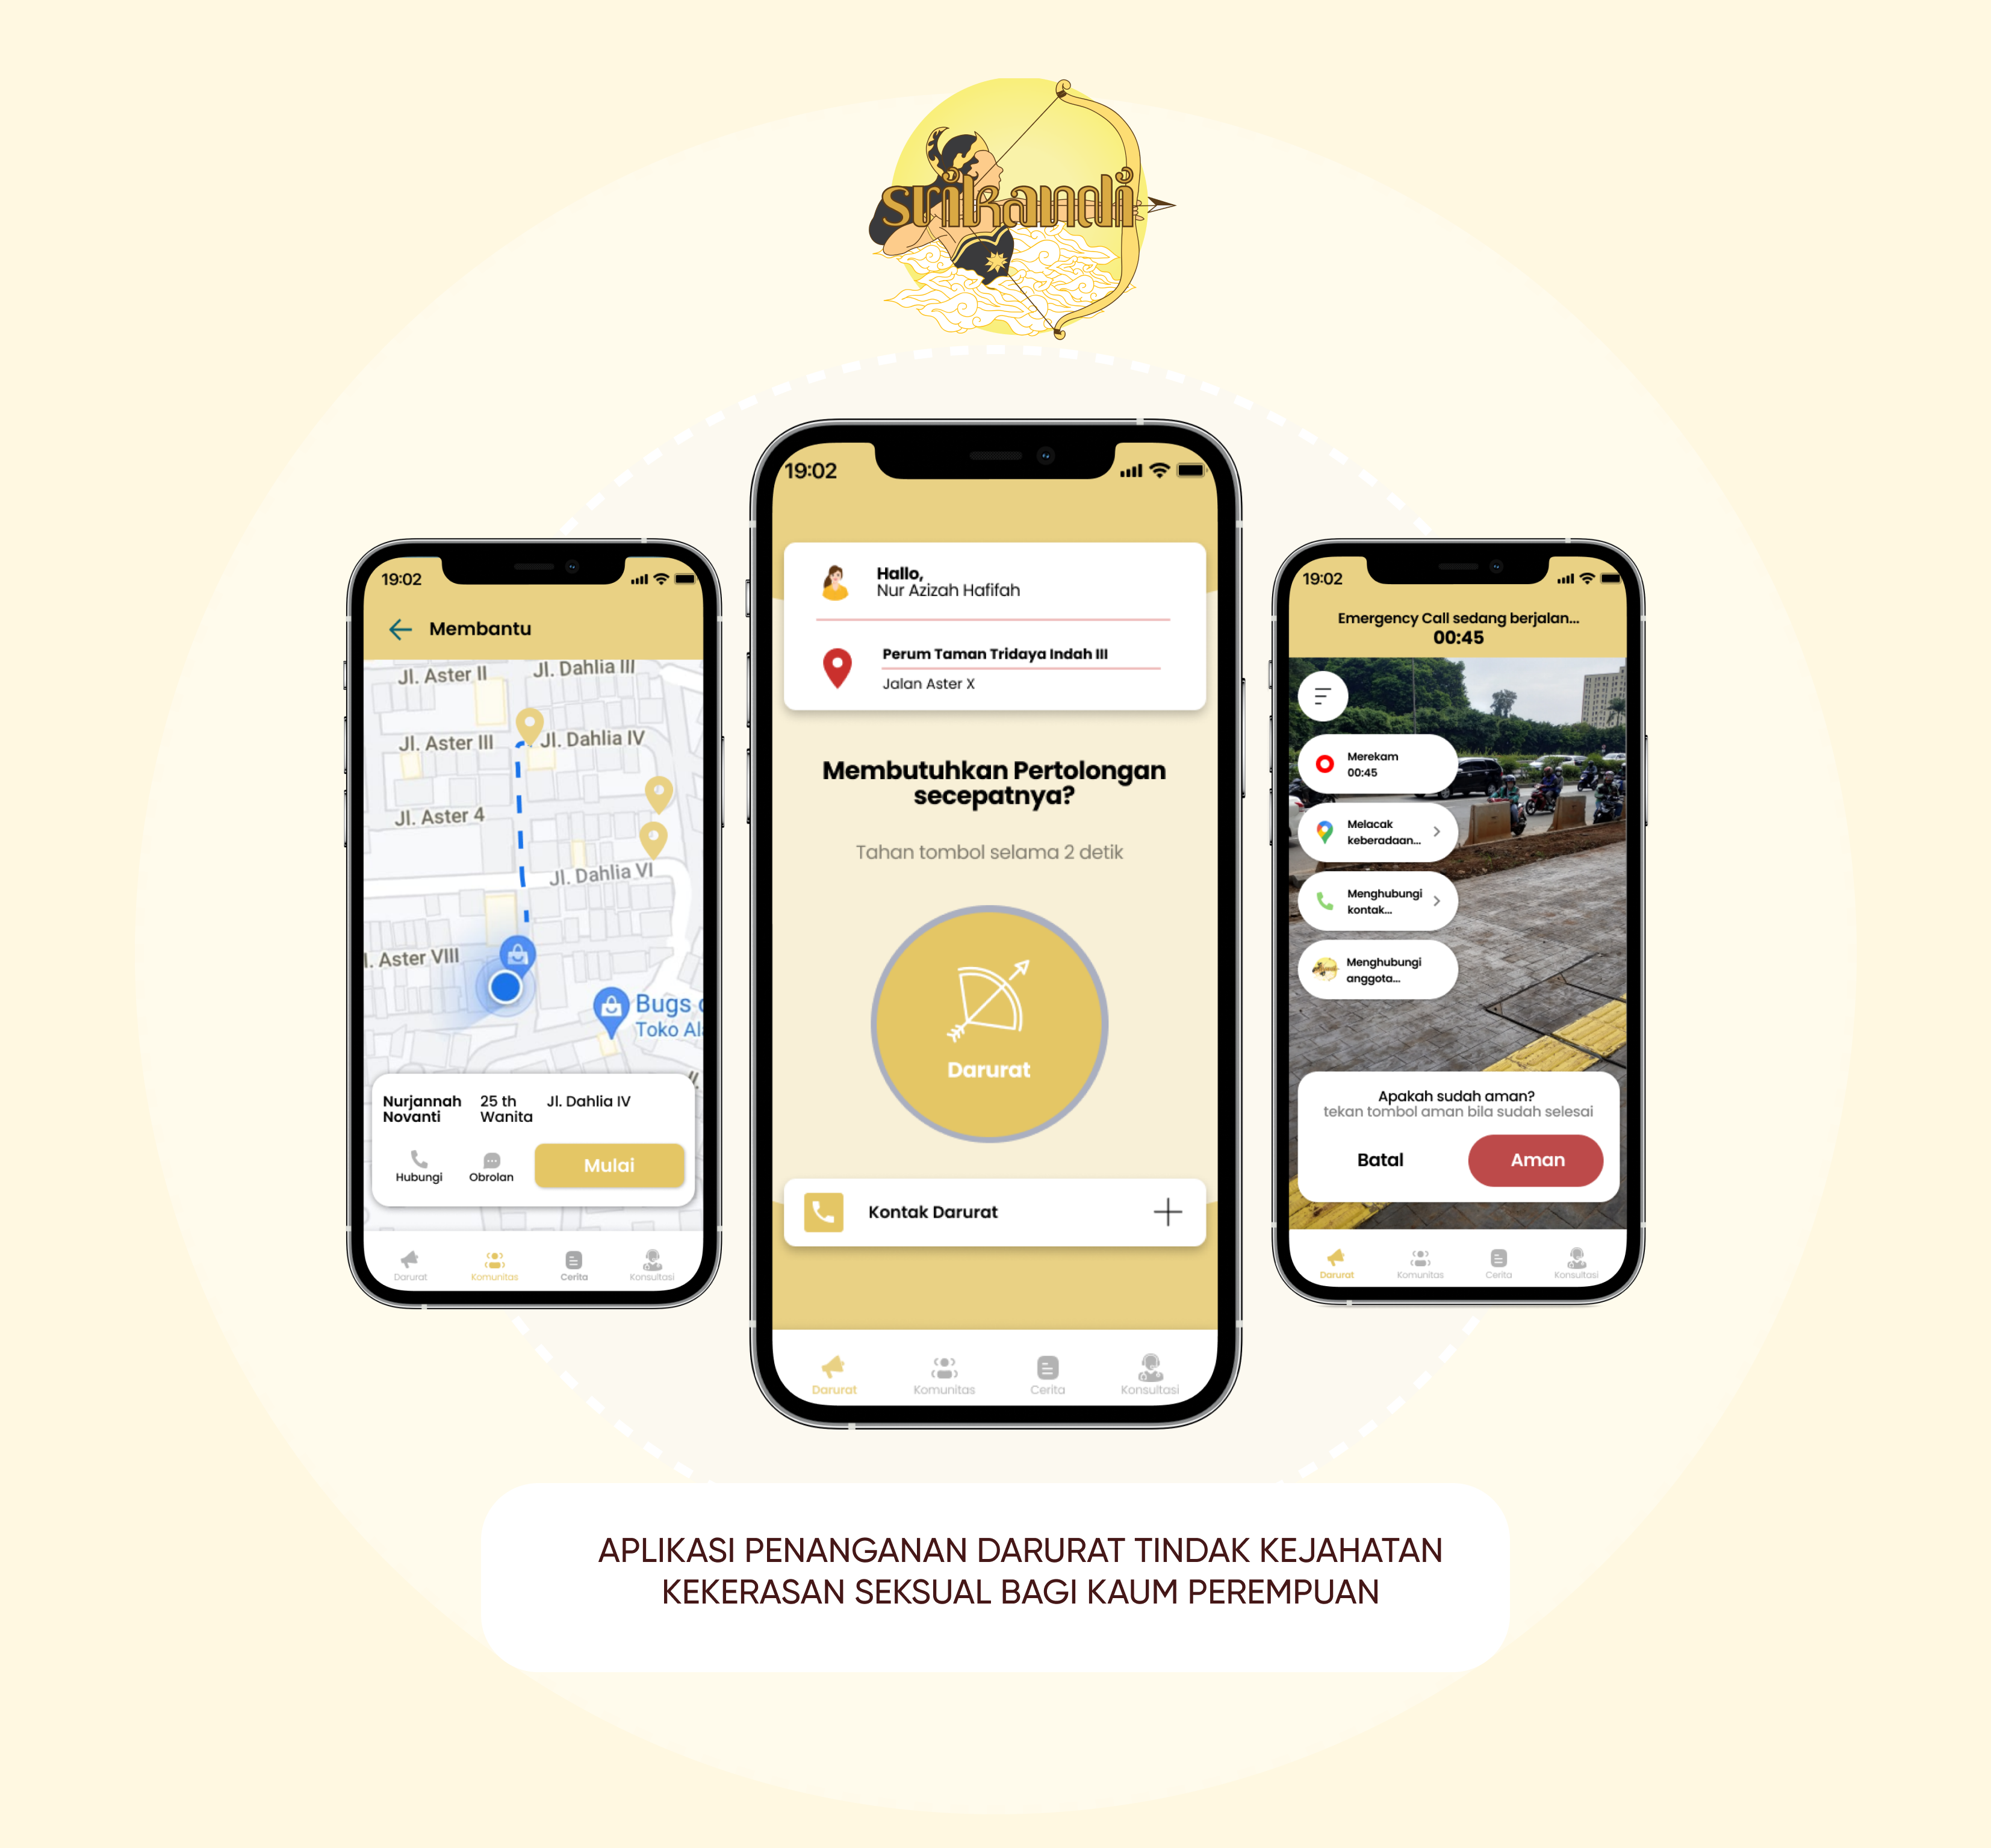 srikandi
19:02
Membantu
Jl. Aster II
Jl. Dahlia III
Jl. Aster III
Jl. Dahlia IV
Jl. Aster 4
Jl. Dahlia VI
l. Aster VIII
Bugs
Toko Ala
Nurjannah
Novanti
25 th
Wanita
Jl. Dahlia IV
Hubungi
Obrolan
Mulai
Darurat
Komunitas
Cerita
Konsultasi
19:02
Hallo,
Nur Azizah Hafifah
Perum Taman Tridaya Indah III
Jalan Aster X
Membutuhkan Pertolongan
secepatnya?
Tahan tombol selama 2 detik
Darurat
Kontak Darurat
Darurat
Komunitas
Cerita
Konsultasi
19:02
Emergency Call sedang berjalan...
00:45
Merekam
00:45
Melacak
keberadaan...
Menghubungi
kontak...
Menghubungi
anggota...
Apakah sudah aman?
tekan tombol aman bila sudah selesai
Batal
Aman
Darurat
Komunitas
Cerita
Konsultasi
APLIKASI PENANGANAN DARURAT TINDAK KEJAHATAN
KEKERASAN SEKSUAL BAGI KAUM PEREMPUAN